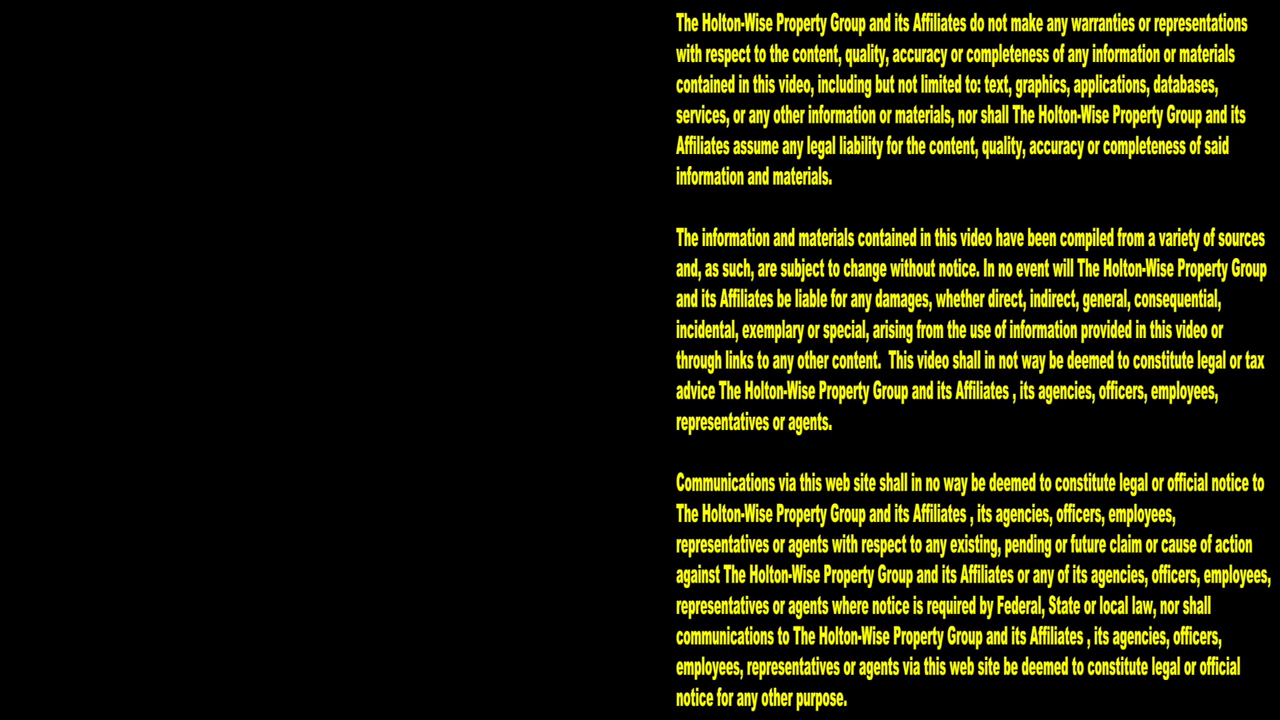 The Holton-Wise Property Group and its Affiliates do not make any warranties or representations
with respect to the content, quality, accuracy or completeness of any information or materials
contained in this video, including but not limited to: text, graphics, applications, databases,
services, or any other information or materials, nor shall The Holton-Wise Property Group and its
Affiliates assume any legal liability for the content, quality, accuracy or completeness of said
information and materials.
The information and materials contained in this video have been compiled from a variety of sources
and, as such, are subject to change without notice. In no event will The Holton-Wise Property Group
and its Affiliates be liable for any damages, whether direct, indirect, general, consequential,
incidental, exemplary or special, arising from the use of information provided in this video or
through links to any other content.  This video shall in not way be deemed to constitute legal or tax
advice The Holton-Wise Property Group and its Affiliates , its agencies, officers, employees,
representatives or agents.
Communications via this web site shall in no way be deemed to constitute legal or official notice to
The Holton-Wise Property Group and its Affiliates , its agencies, officers, employees,
representatives or agents with respect to any existing, pending or future claim or cause of action
against The Holton-Wise Property Group and its Affiliates or any of its agencies, officers, employees,
representatives or agents where notice is required by Federal, State or local law, nor shall
communications to The Holton-Wise Property Group and its Affiliates , its agencies, officers,
employees, representatives or agents via this web site be deemed to constitute legal or official
notice for any other purpose.